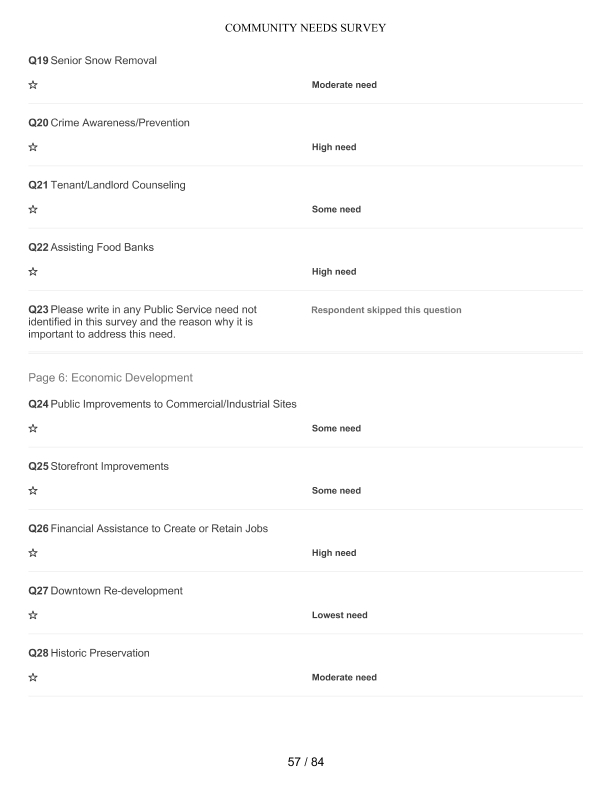 COMMUNITY NEEDS SURVEY
Q19 Senior Snow Removal
☆ Moderate need
Q20 Crime Awareness/Prevention
☆ High need
Q21 Tenant/Landlord Counseling
☆ Some need
Q22 Assisting Food Banks
☆ High need
Q23 Please write in any Public Service need not
identified in this survey and the reason why it is
important to address this need.
Respondent skipped this question
Page 6: Economic Development
Q24 Public Improvements to Commercial/Industrial Sites
☆ Some need
Q25 Storefront Improvements
☆ Some need
Q26 Financial Assistance to Create or Retain Jobs
☆ High need
Q27 Downtown Re-development
☆ Lowest need
Q28 Historic Preservation
☆ Moderate need
57 / 84